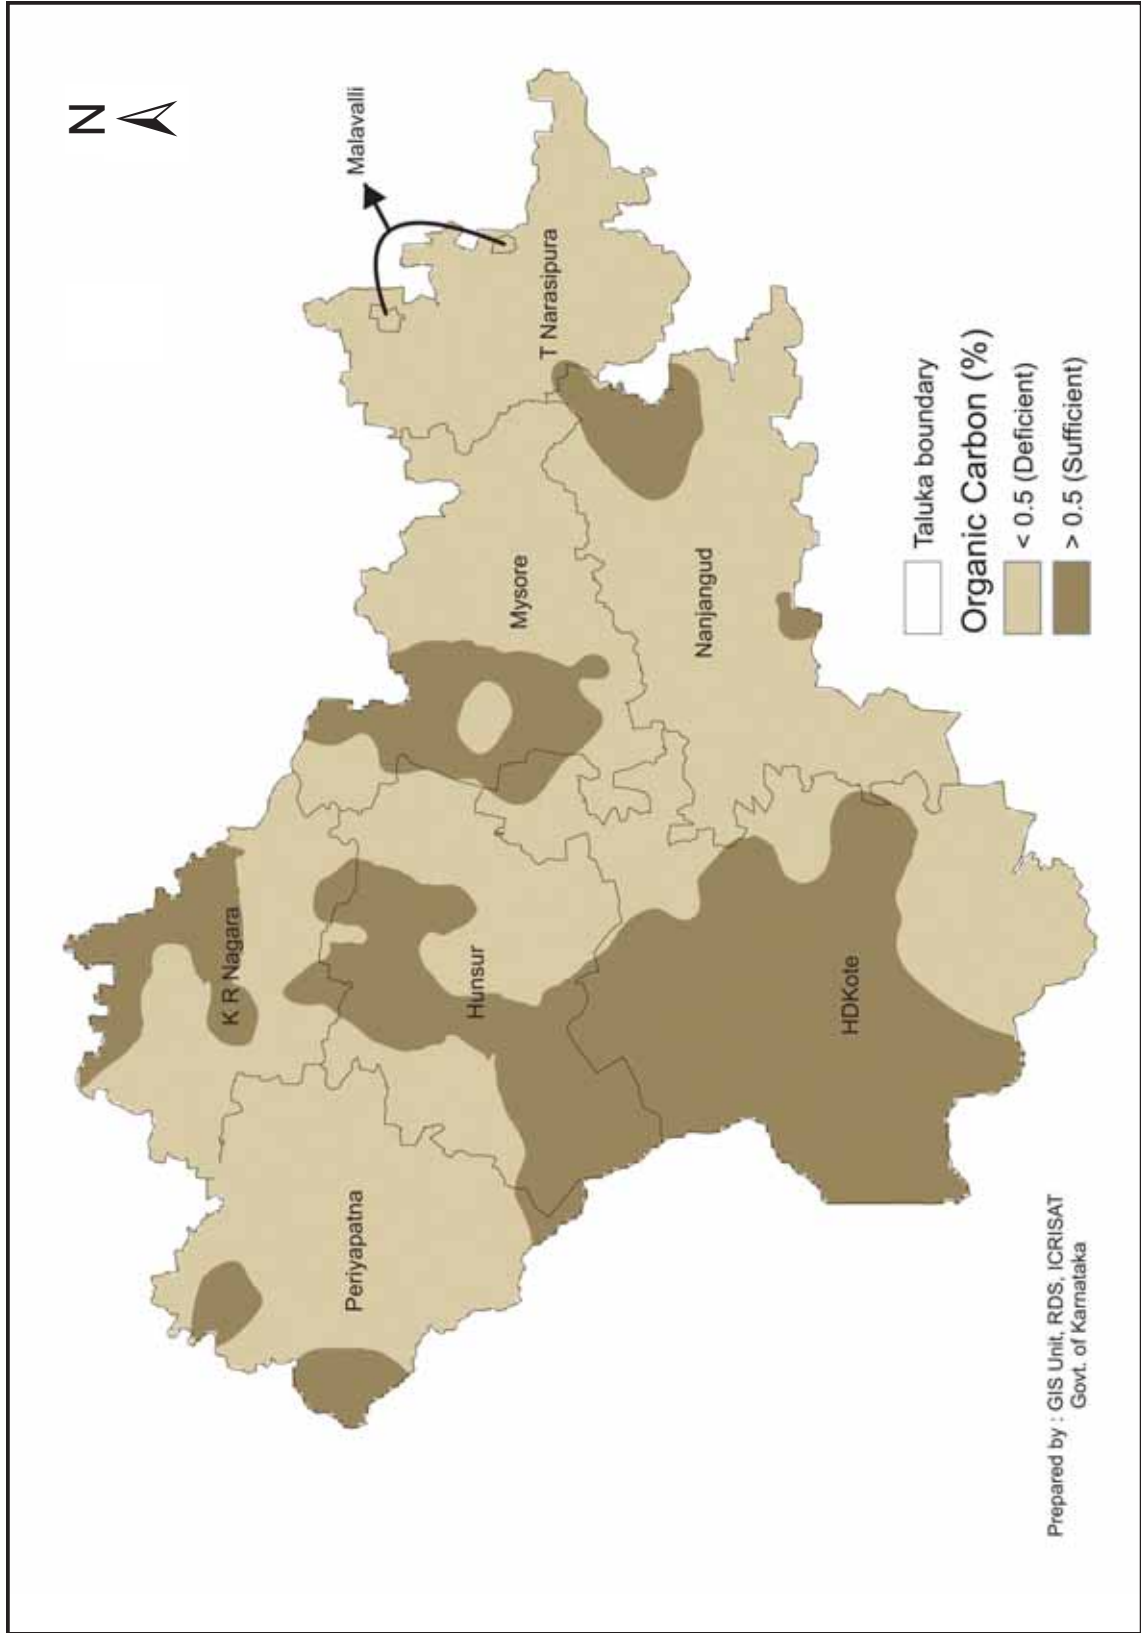 N
Malavalli
K R Nagara
T Narasipura
Mysore
Hunsur
Periyapatna
Nanjangud
HDKote
Taluka boundary
Organic Carbon (%)
< 0.5 (Deficient)
> 0.5 (Sufficient)
Prepared by : GIS Unit, RDS, ICRISAT
Govt. of Karnataka